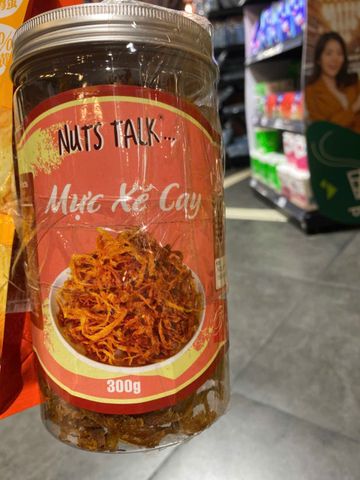 NUTS TALK...
Mực Xé Cay
300g